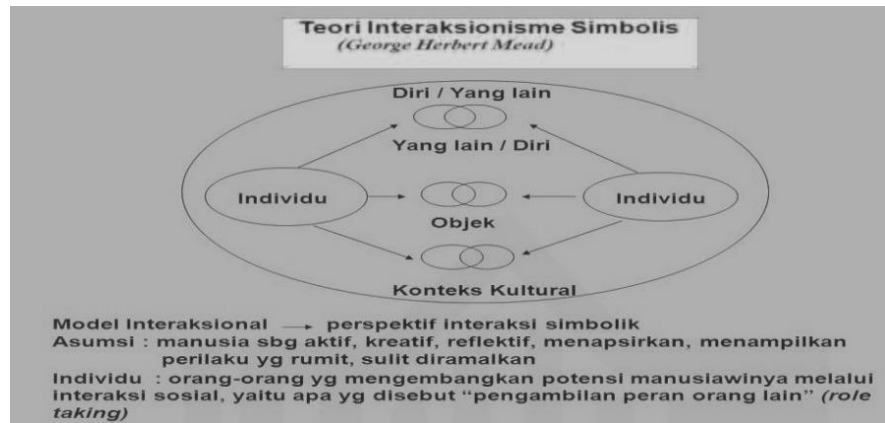 Teori Interaksionisme Simbolis
(George Herbert Mead)
Diri / Yang lain
Yang lain / Diri
Individu
Individu
Objek
Konteks Kultural
Model Interaksional → perspektif interaksi simbolik
Asumsi : manusia sbg aktif, kreatif, reflektif, menapsirkan, menampilkan
perilaku yg rumit, sulit diramalkan
Individu : orang-orang yg mengembangkan potensi manusiawinya melalui
interaksi sosial, yaitu apa yg disebut “pengambilan peran orang lain” (role
taking)